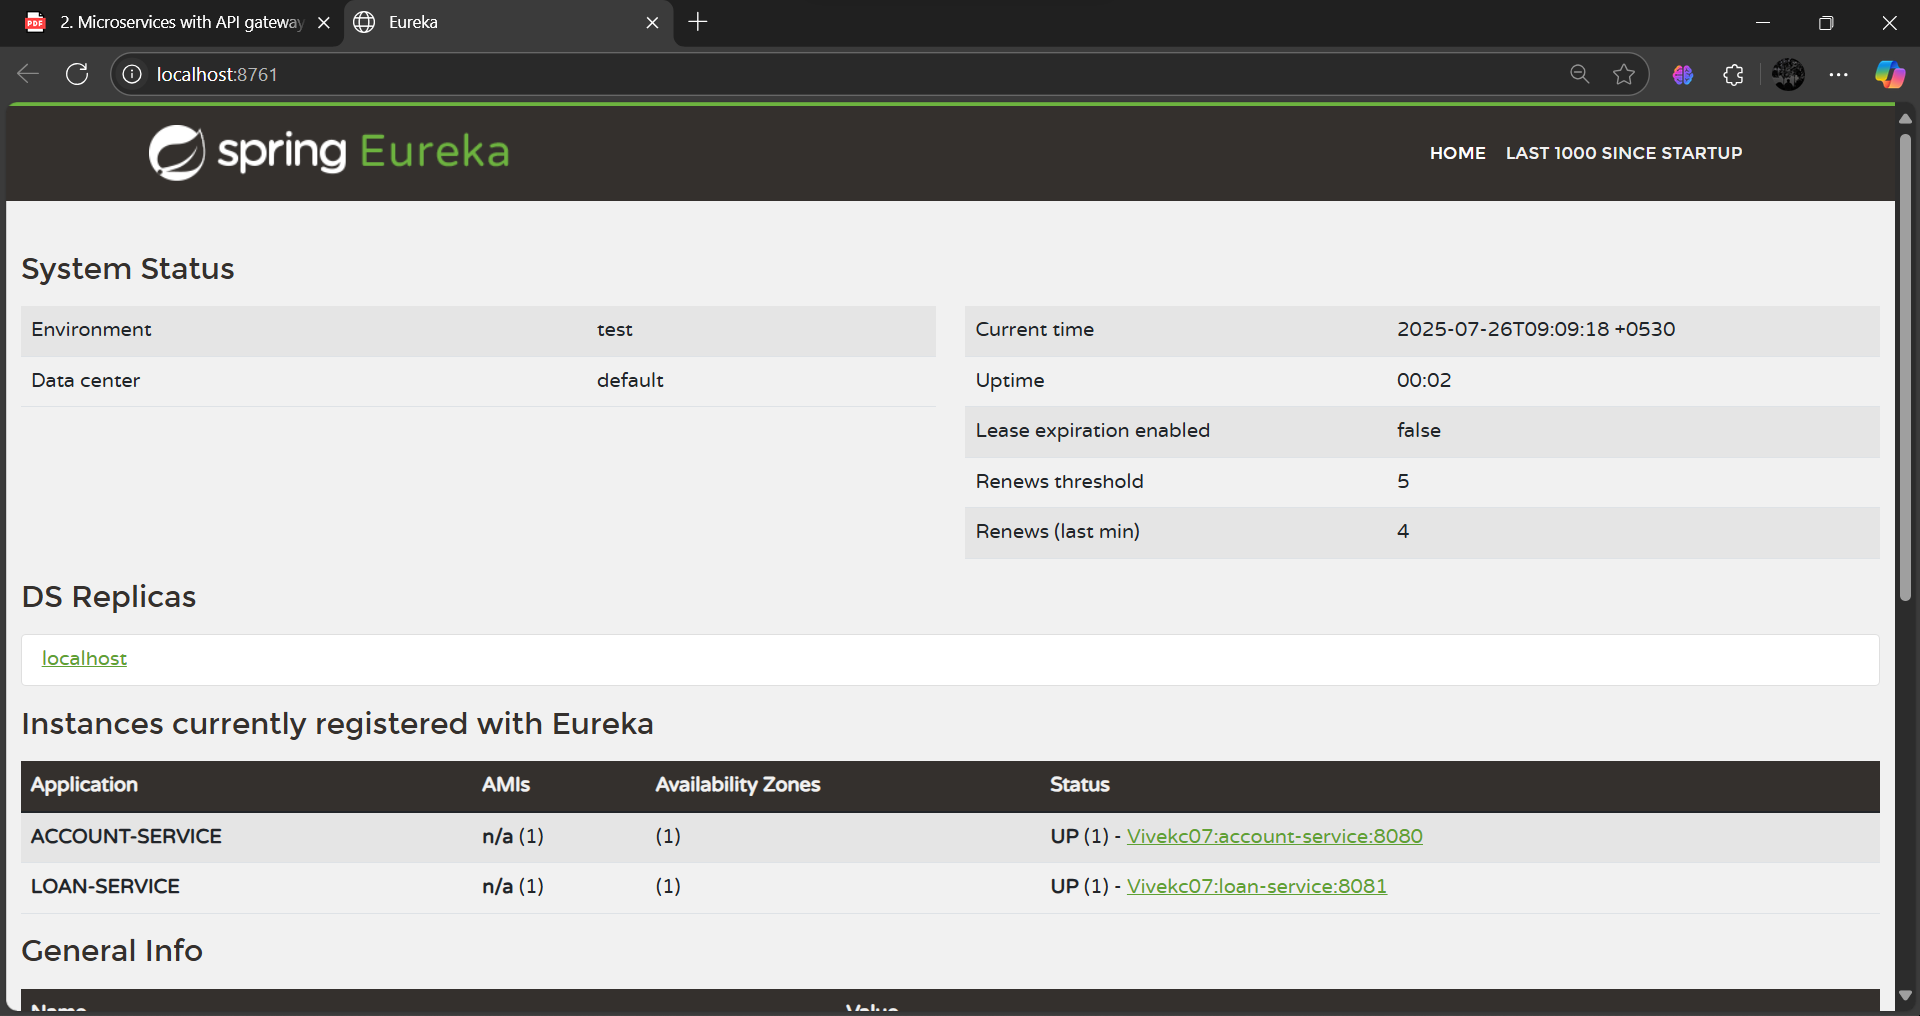 2. Microservices with API gateway
Eureka
localhost:8761
spring Eureka
HOME LAST 1000 SINCE STARTUP
System Status
Environment test
Data center default
Current time 2025-07-26T09:09:18 +0530
Uptime 00:02
Lease expiration enabled false
Renews threshold 5
Renews (last min) 4
DS Replicas
localhost
Instances currently registered with Eureka
Application AMIs Availability Zones Status
ACCOUNT-SERVICE n/a (1) (1) UP (1) - Vivekc07:account-service:8080
LOAN-SERVICE n/a (1) (1) UP (1) - Vivekc07:loan-service:8081
General Info
Name Value